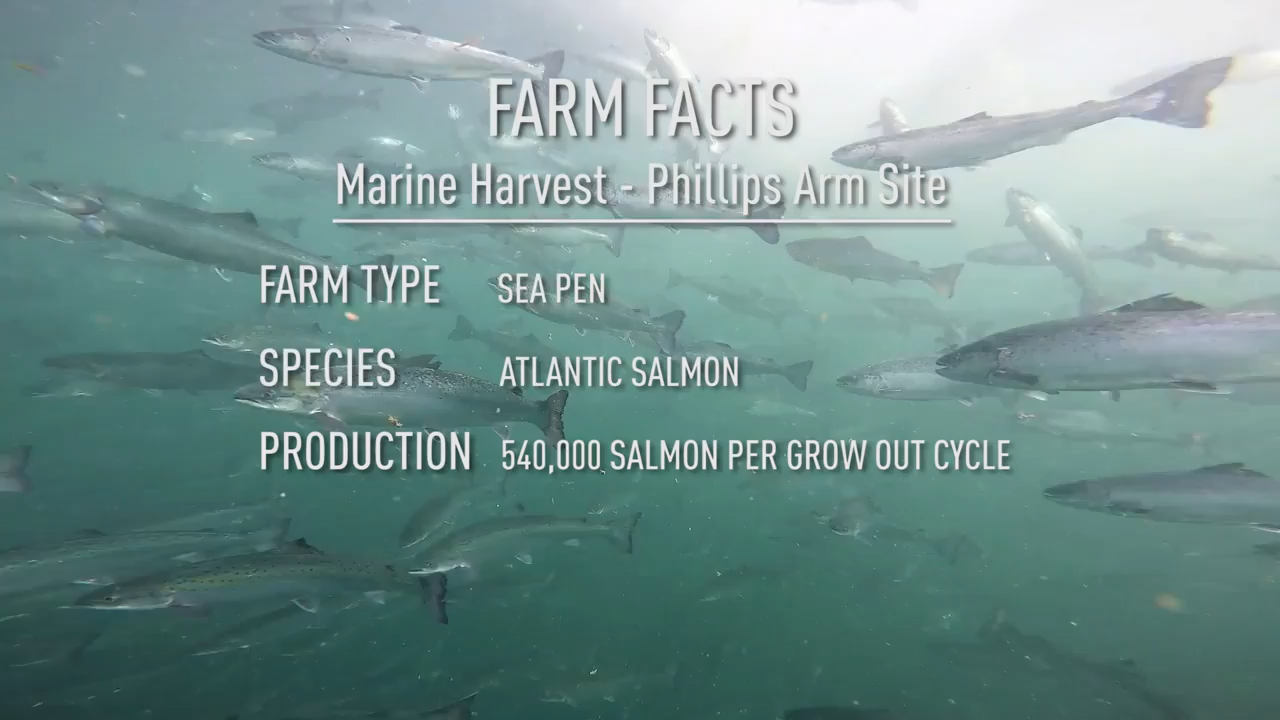 FARM FACTS
Marine Harvest - Phillips Arm Site
FARM TYPE SEA PEN
SPECIES ATLANTIC SALMON
PRODUCTION 540,000 SALMON PER GROW OUT CYCLE